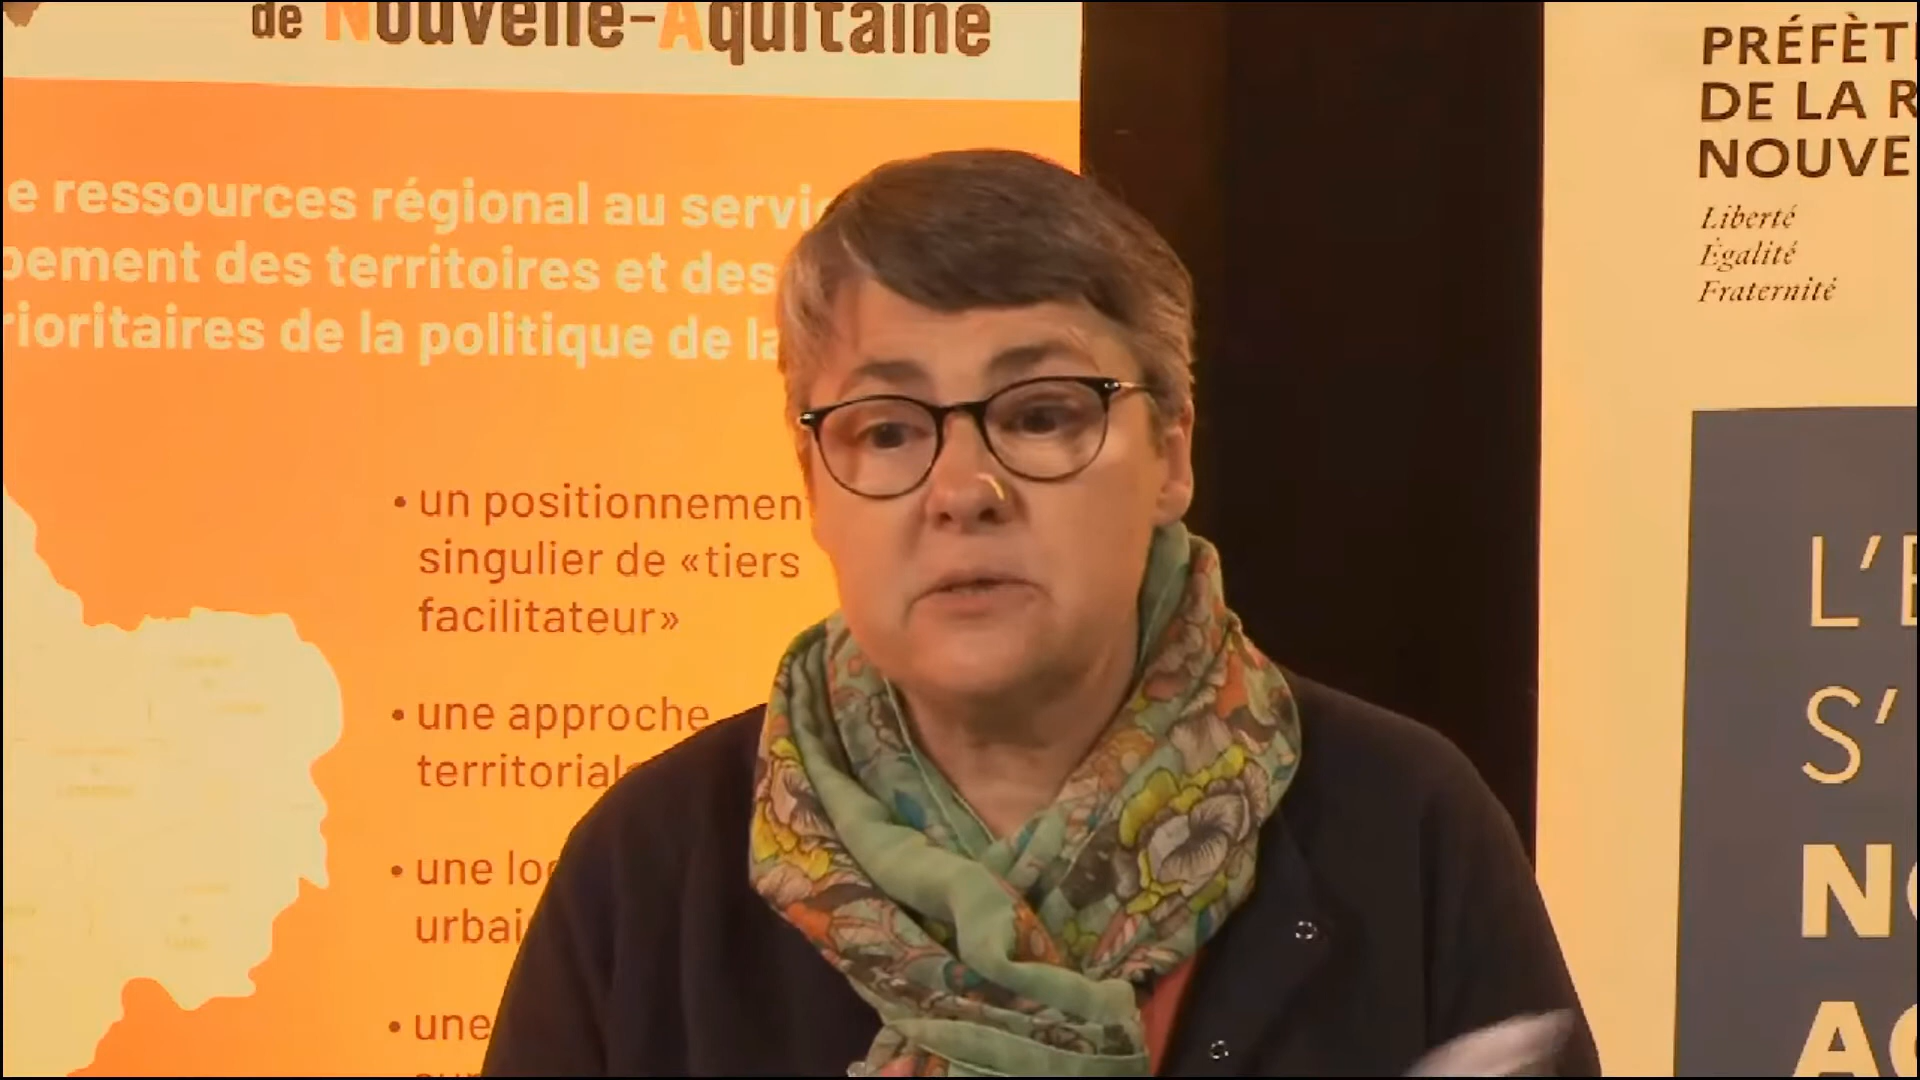 de Nouvelle-Aquitaine
e ressources régional au servi
pement des territoires et des
rioritaires de la politique de la
• un positionnemen
singulier de «tiers
facilitateur»
• une approche
territoriale
• une lo
urbai
• une
PRÉFÈT
DE LA R
NOUVE
Liberté
Égalité
Fraternité
L'E
S'
NO
AC